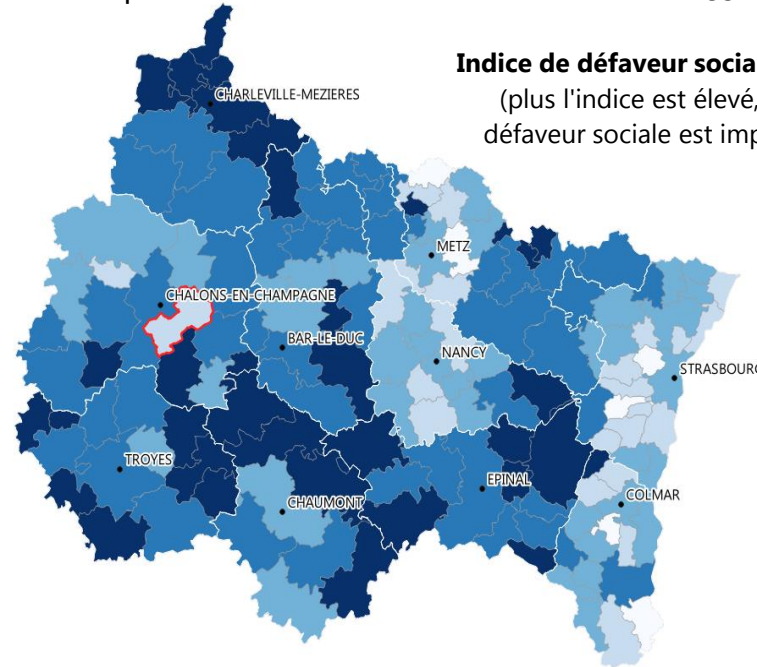 Indice de défaveur socia
(plus l'indice est élevé,
défaveur sociale est imp
CHARLEVILLE-MEZIERES
METZ
CHALONS-EN-CHAMPAGNE
BAR-LE-DUC
NANCY
STRASBOURG
TROYES
EPINAL
CHAUMONT
COLMAR